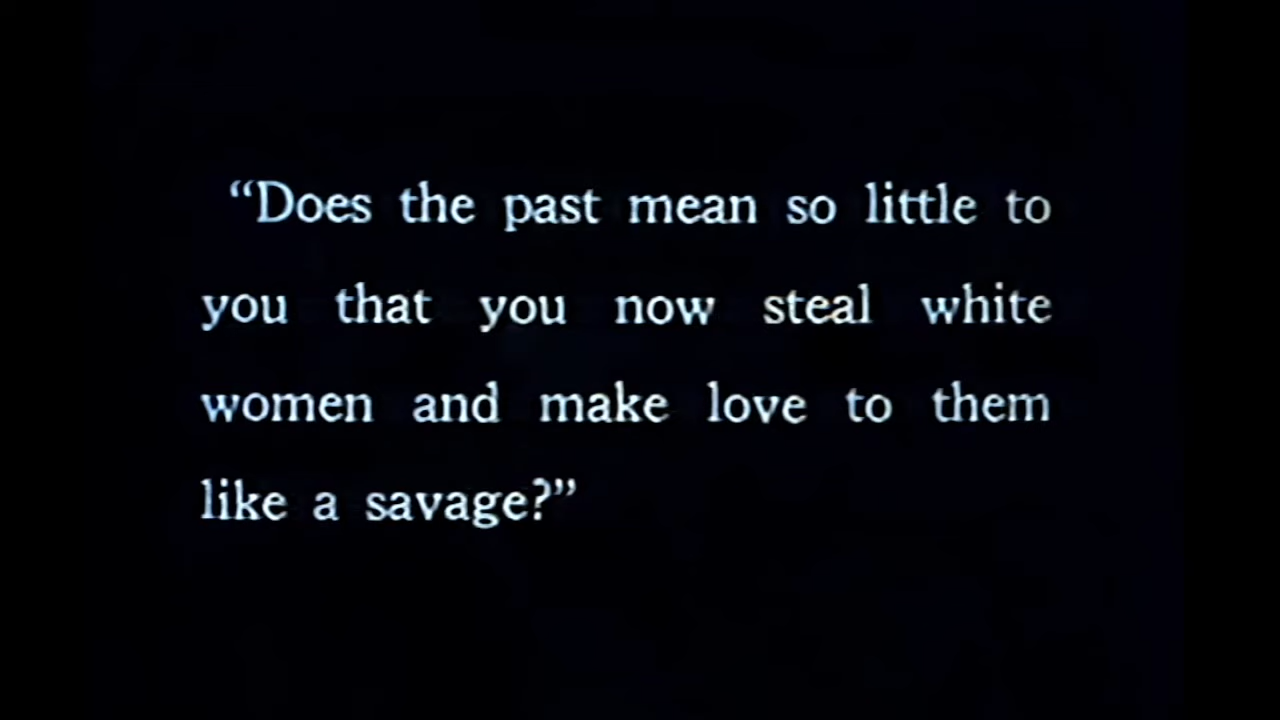 “Does the past mean so little to
you that you now steal white
women and make love to them
like a savage?”